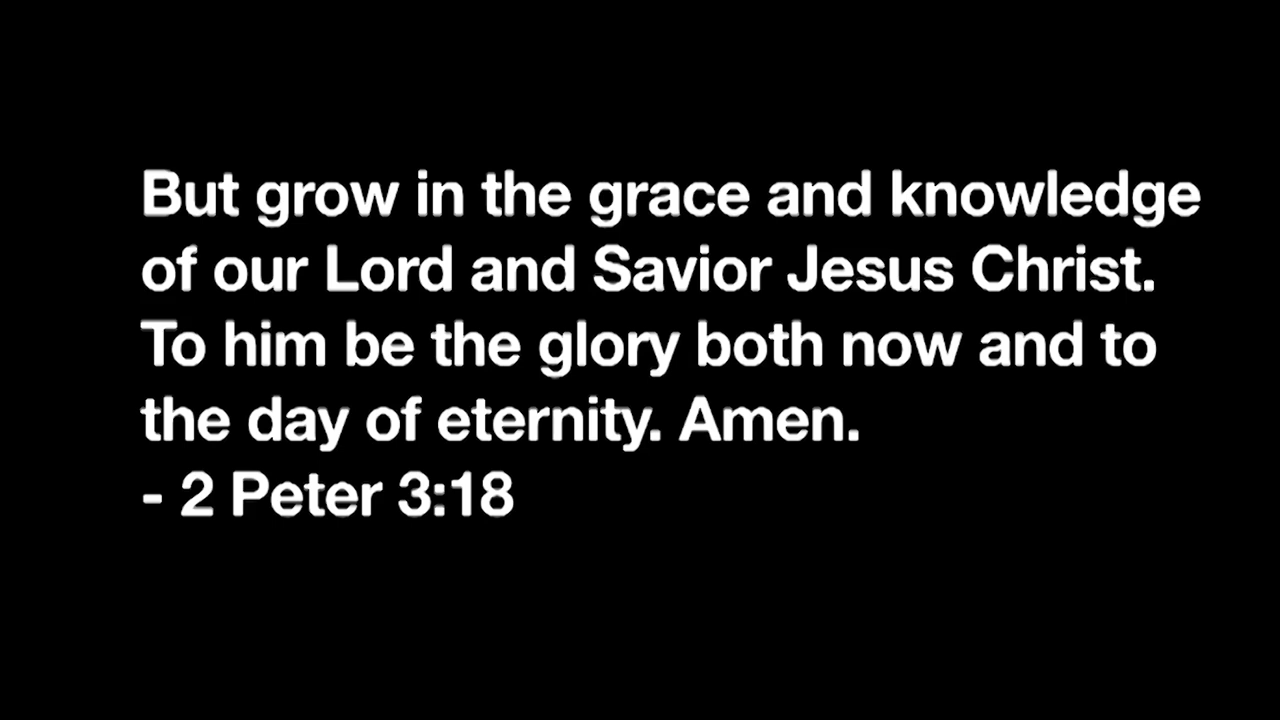 But grow in the grace and knowledge
of our Lord and Savior Jesus Christ.
To him be the glory both now and to
the day of eternity. Amen.
- 2 Peter 3:18